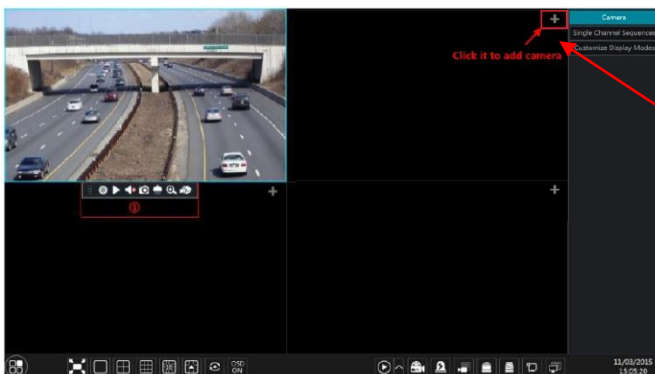 Camera
Single Channel Sequences
Customize Display Modes
Click it to add camera
①
OSD
ON
11/03/2015
13:05:20